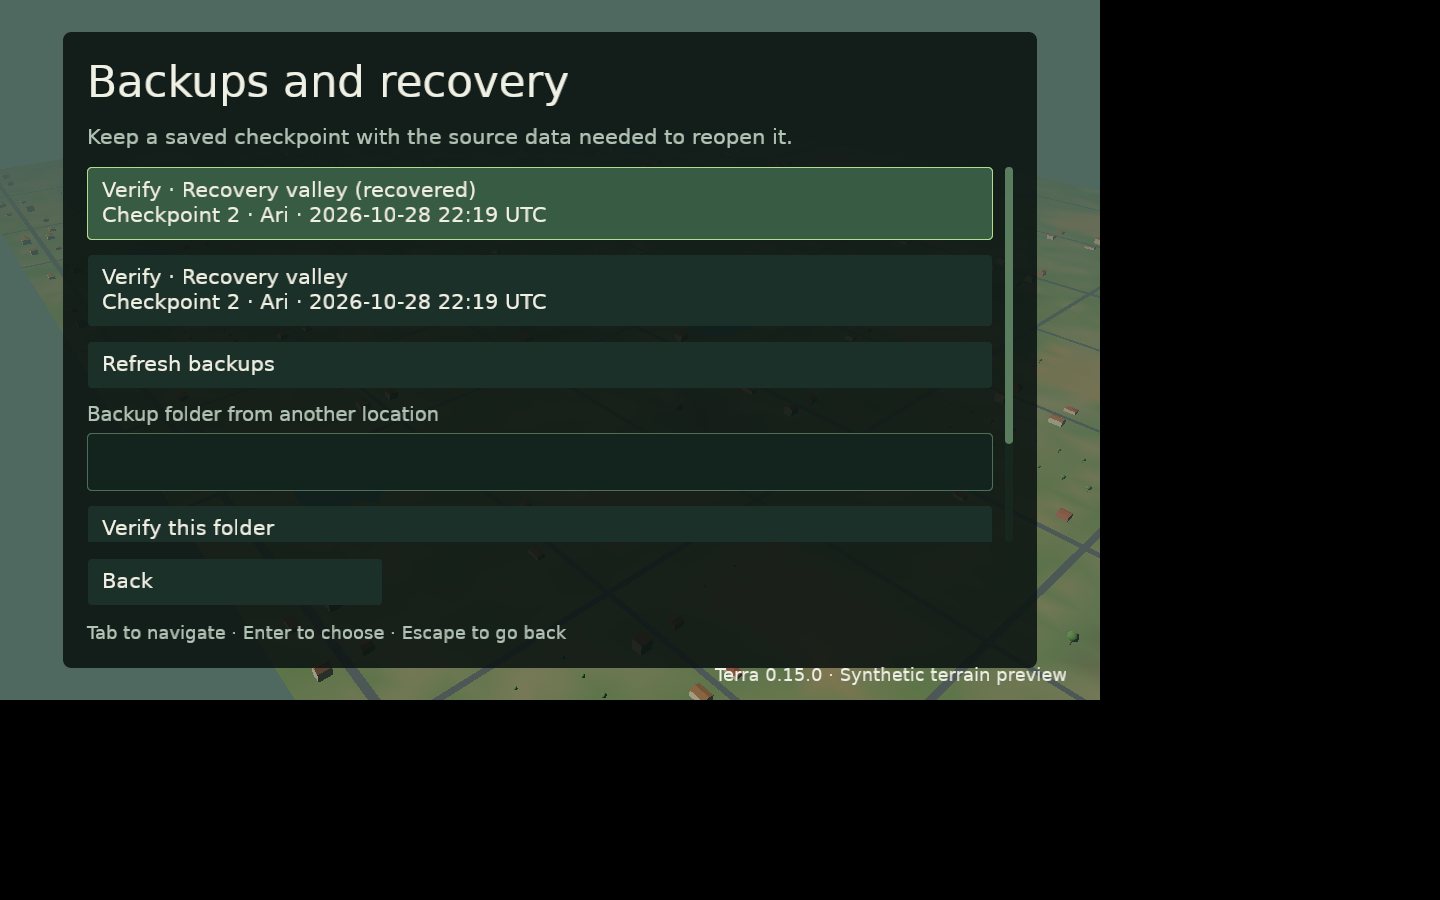 Backups and recovery
Keep a saved checkpoint with the source data needed to reopen it.
Verify · Recovery valley (recovered)
Checkpoint 2 · Ari · 2026-10-28 22:19 UTC
Verify · Recovery valley
Checkpoint 2 · Ari · 2026-10-28 22:19 UTC
Refresh backups
Backup folder from another location
Verify this folder
Back
Tab to navigate · Enter to choose · Escape to go back
Terra 0.15.0 · Synthetic terrain preview